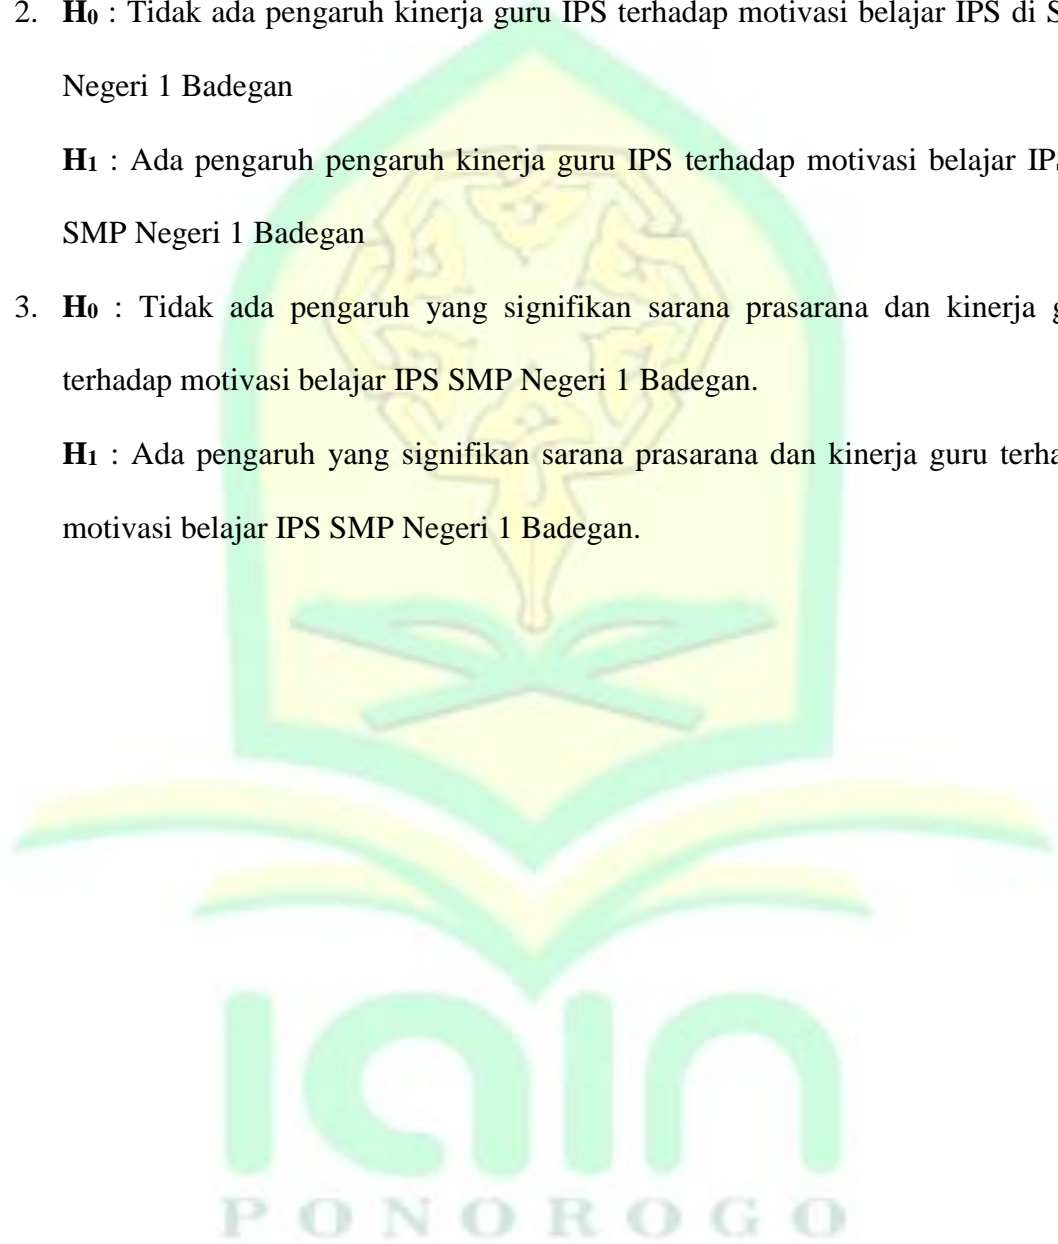 2. H0 : Tidak ada pengaruh kinerja guru IPS terhadap motivasi belajar IPS di
Negeri 1 Badegan
H1 : Ada pengaruh pengaruh kinerja guru IPS terhadap motivasi belajar
SMP Negeri 1 Badegan
3. H0 : Tidak ada pengaruh yang signifikan sarana prasarana dan kinerja
terhadap motivasi belajar IPS SMP Negeri 1 Badegan.
H1 : Ada pengaruh yang signifikan sarana prasarana dan kinerja guru
motivasi belajar IPS SMP Negeri 1 Badegan.
iain
PONOROGO